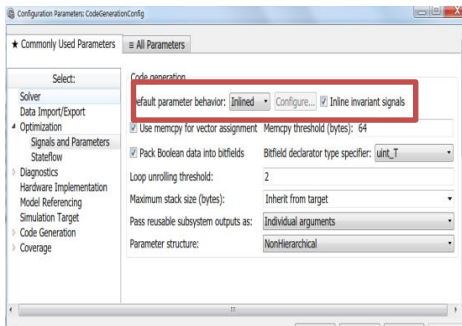 Configuration Parameters: CodeGenerationConfig
★ Commonly Used Parameters
≡ All Parameters
Select:
Solver
Data Import/Export
Optimization
Signals and Parameters
Stateflow
Diagnostics
Hardware Implementation
Model Referencing
Simulation Target
Code Generation
Coverage
Code generation
Default parameter behavior: Inlined Configure... Inline invariant signals
Use memcpy for vector assignment Memcpy threshold (bytes): 64
Pack Boolean data into bitfields Bitfield declarator type specifier: uint_T
Loop unrolling threshold: 2
Maximum stack size (bytes): Inherit from target
Pass reusable subsystem outputs as: Individual arguments
Parameter structure: NonHierarchical